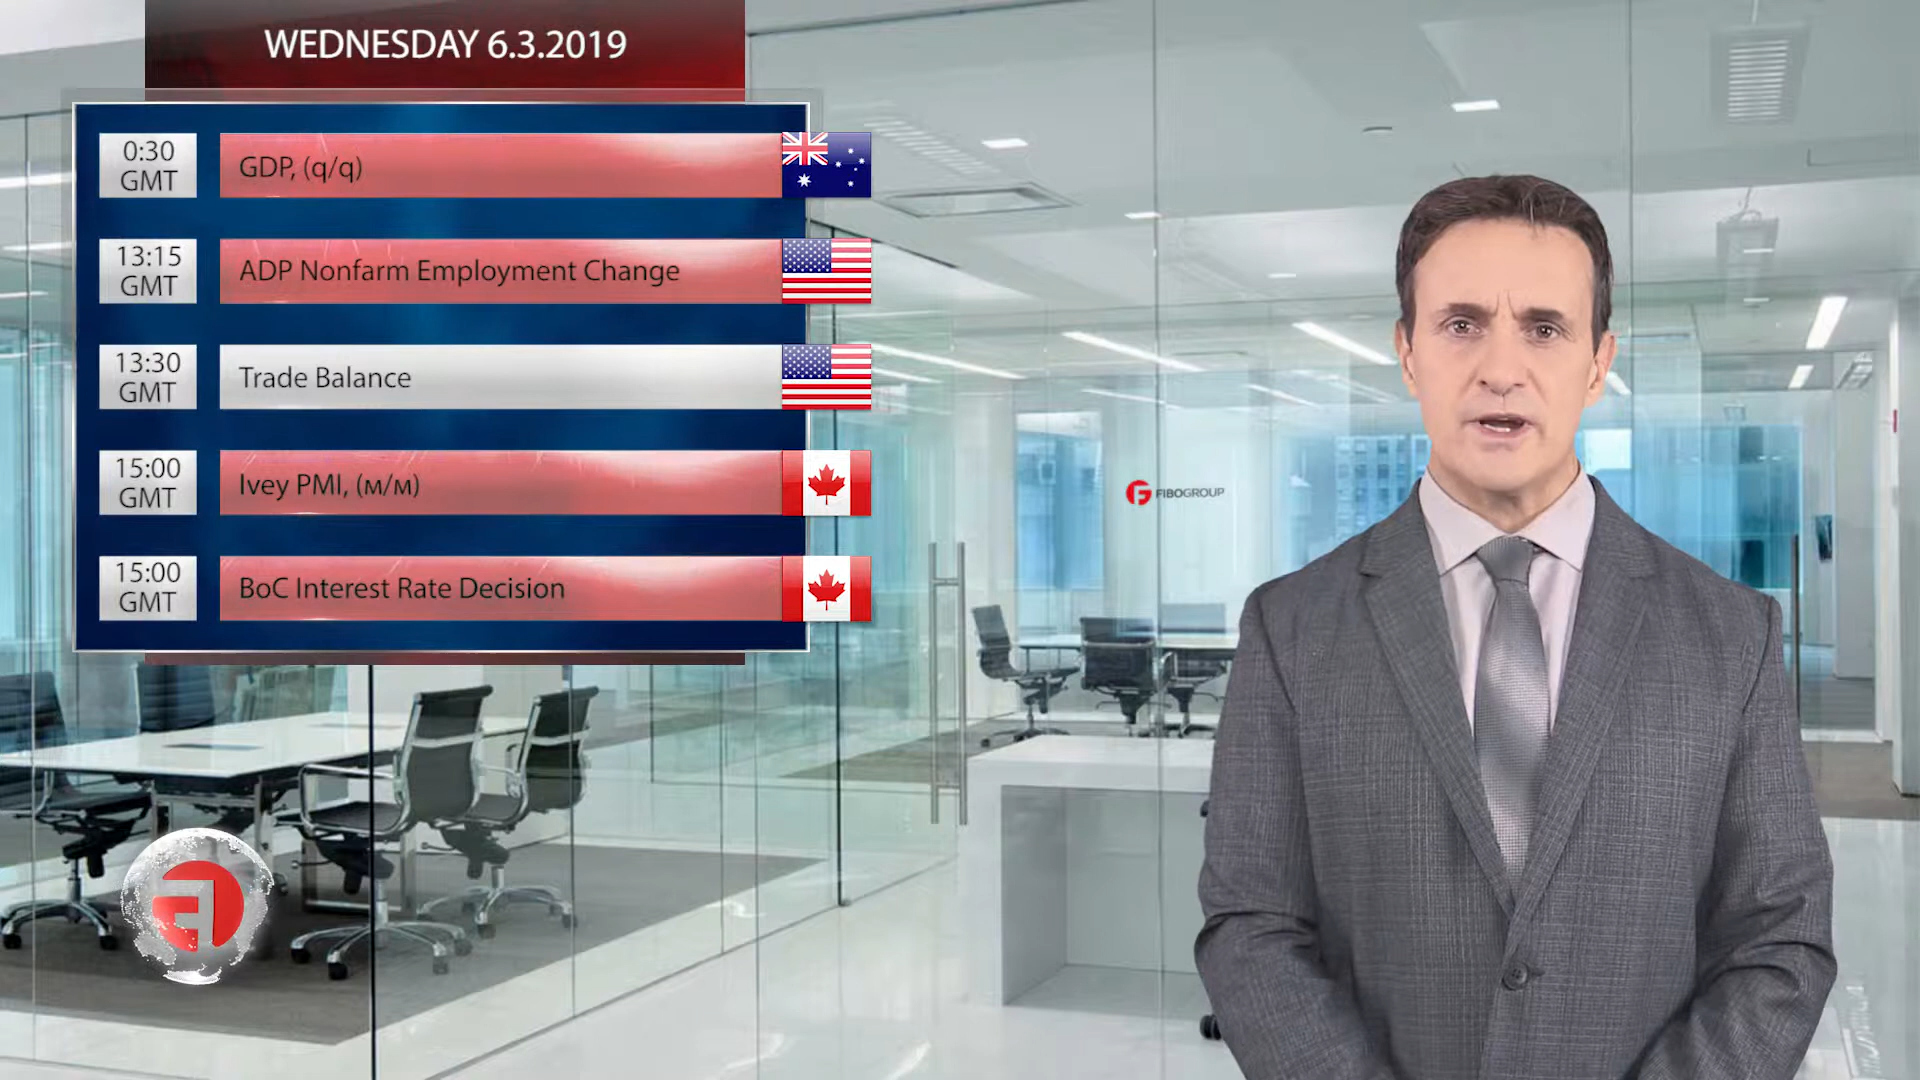 WEDNESDAY 6.3.2019
0:30
GMT
GDP, (q/q)
13:15
GMT
ADP Nonfarm Employment Change
13:30
GMT
Trade Balance
15:00
GMT
Ivey PMI, (м/м)
15:00
GMT
BoC Interest Rate Decision
FIBOGROUP